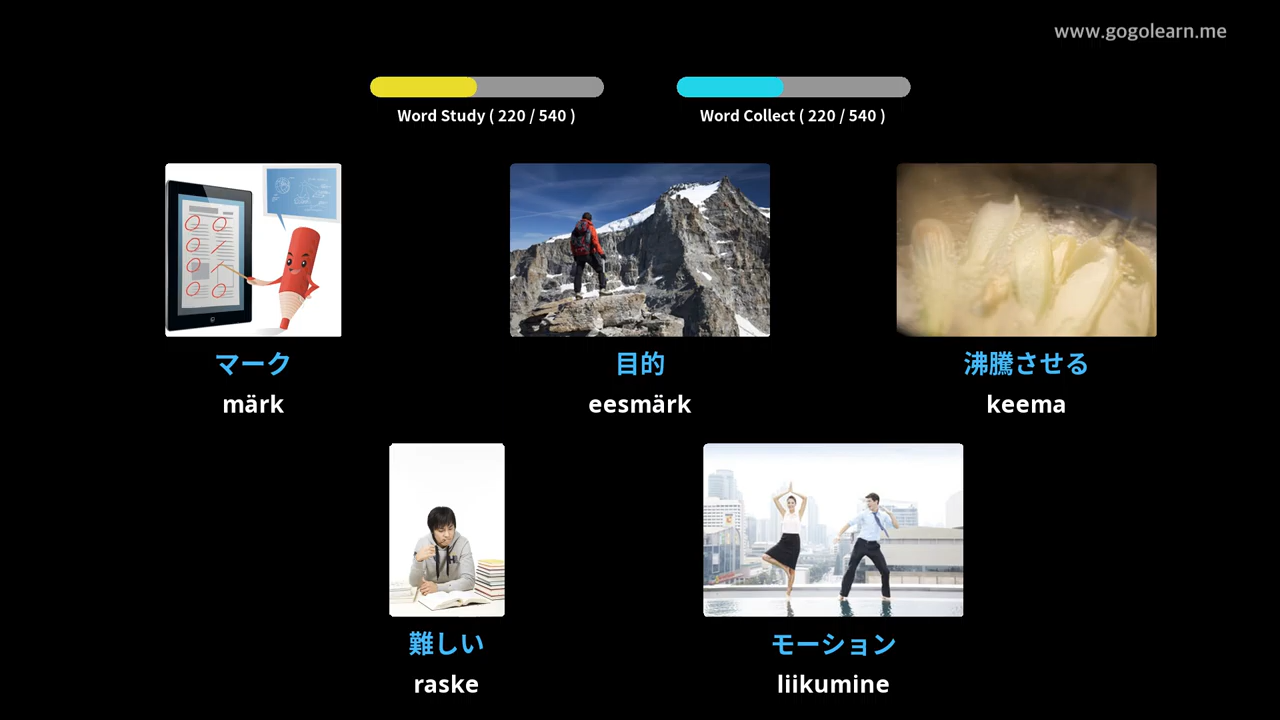 www.gogolearn.me
Word Study ( 220 / 540 )
Word Collect ( 220 / 540 )
マーク
märk
目的
eesmärk
沸騰させる
keema
難しい
raske
モーション
liikumine